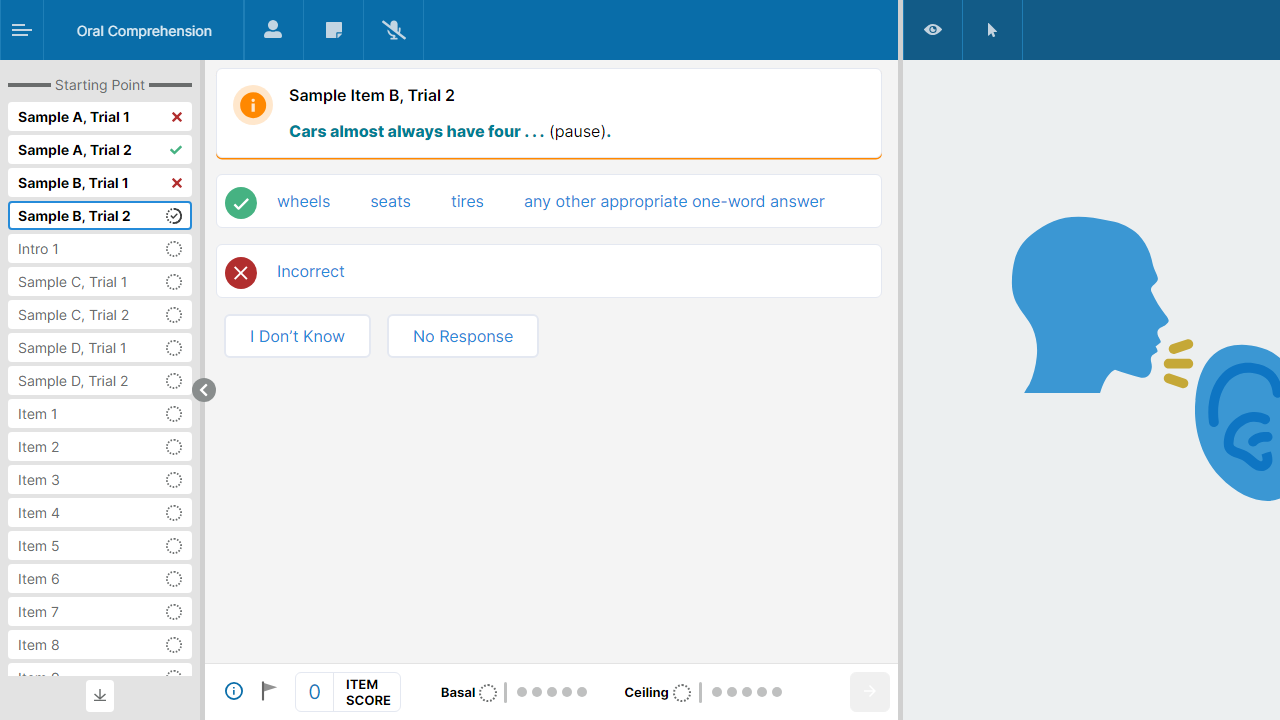 Oral Comprehension
Starting Point
Sample A, Trial 1
Sample A, Trial 2
Sample B, Trial 1
Sample B, Trial 2
Intro 1
Sample C, Trial 1
Sample C, Trial 2
Sample D, Trial 1
Sample D, Trial 2
Item 1
Item 2
Item 3
Item 4
Item 5
Item 6
Item 7
Item 8
Sample Item B, Trial 2
Cars almost always have four . . . (pause).
wheels seats tires any other appropriate one-word answer
Incorrect
I Don’t Know No Response
0 ITEM SCORE
Basal Ceiling